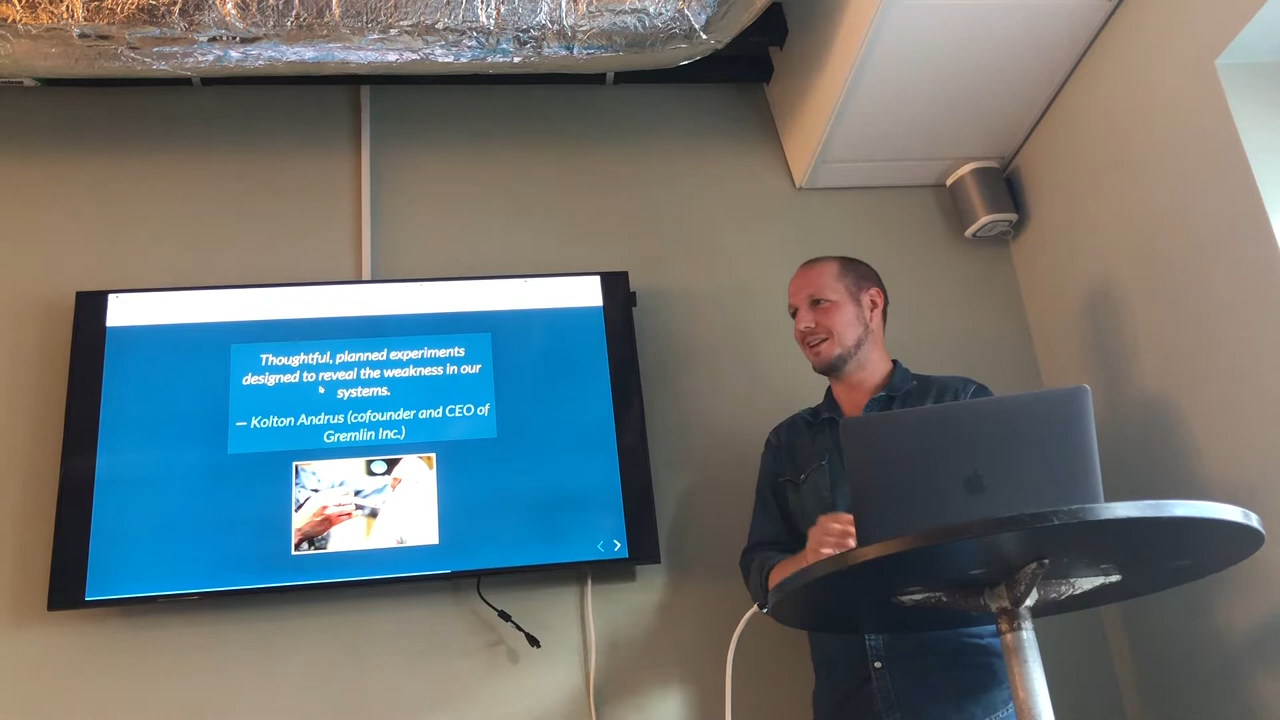 Thoughtful, planned experiments
designed to reveal the weakness in our
systems.
— Kolton Andrus (cofounder and CEO of
Gremlin Inc.)